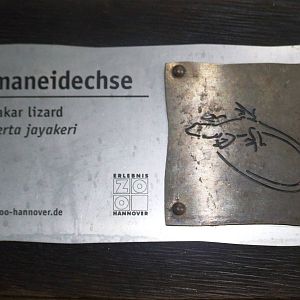 maneidechse
akar lizard
erta jayakeri
oo-hannover.de
ERLEBNIS
ZOO
HANNOVER